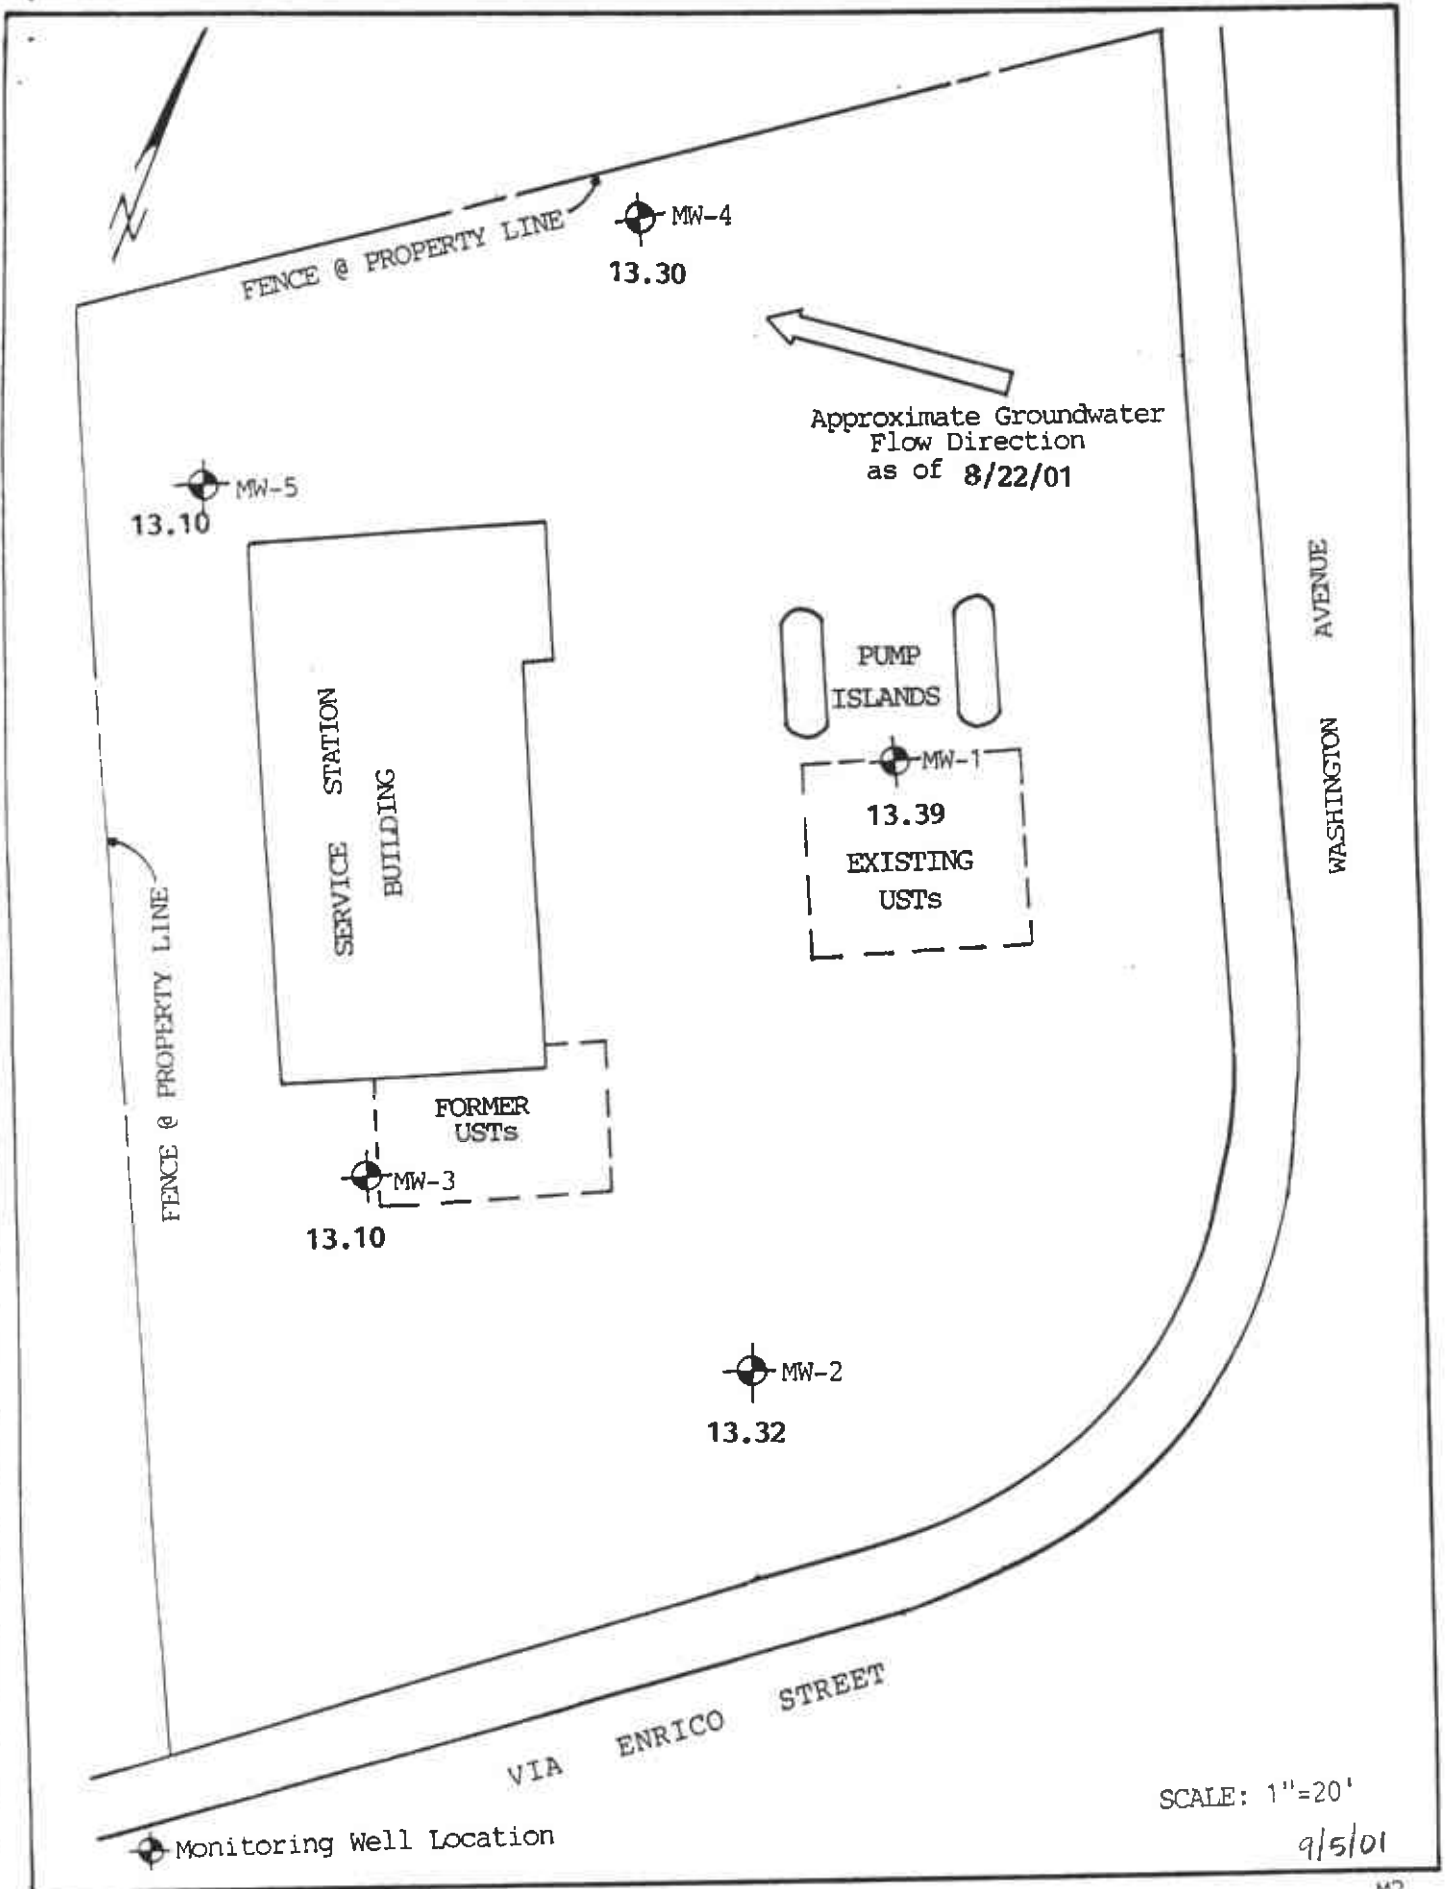 FENCE @ PROPERTY LINE
MW-4
13.30
Approximate Groundwater
Flow Direction
as of 8/22/01
MW-5
13.10
PUMP
ISLANDS
MW-1
13.39
EXISTING
USTs
SERVICE STATION
BUILDING
WASHINGTON AVENUE
FENCE @ PROPERTY LINE
FORMER
USTs
MW-3
13.10
MW-2
13.32
VIA ENRICO STREET
SCALE: 1"=20'
9/5/01
Monitoring Well Location